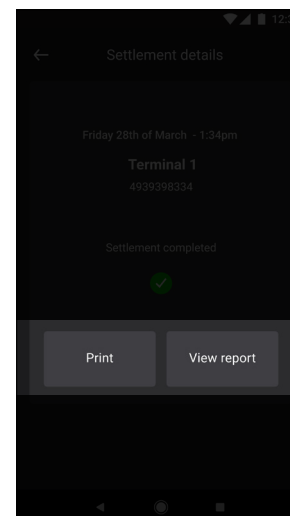 Settlement details
Friday 28th of March - 1:34pm
Terminal 1
4939398334
Settlement completed
Print
View report